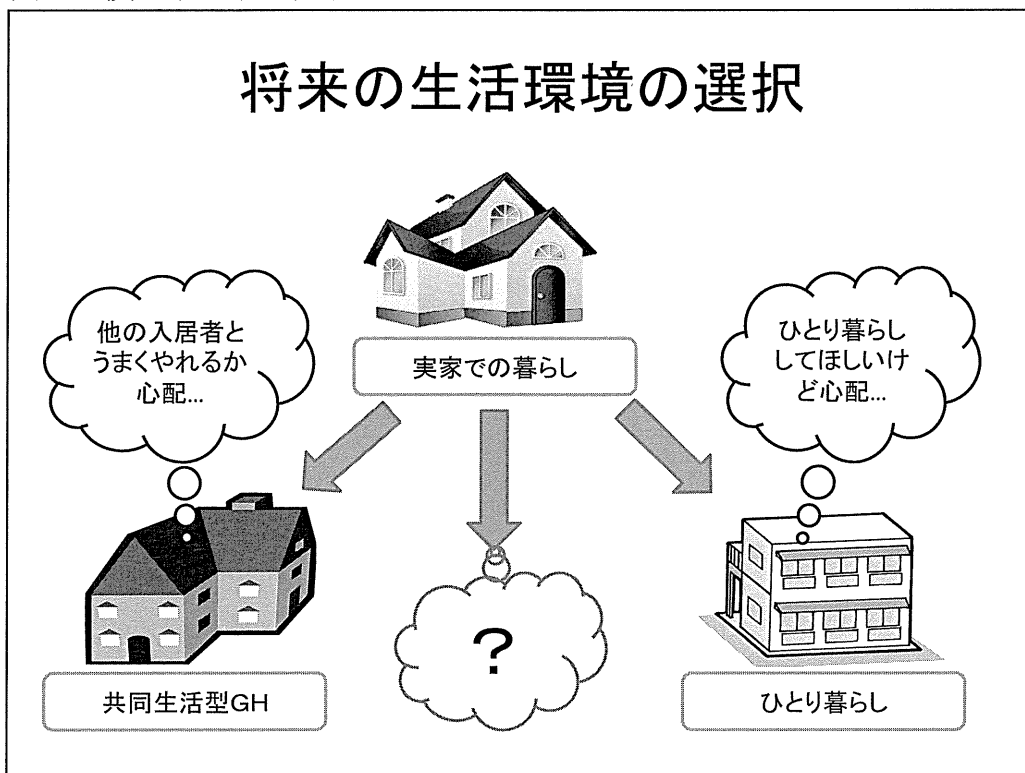 将来の生活環境の選択
他の入居者と
うまくやれるか
心配...
実家での暮らし
ひとり暮らし
してほしいけ
ど心配...
?
共同生活型GH
ひとり暮らし